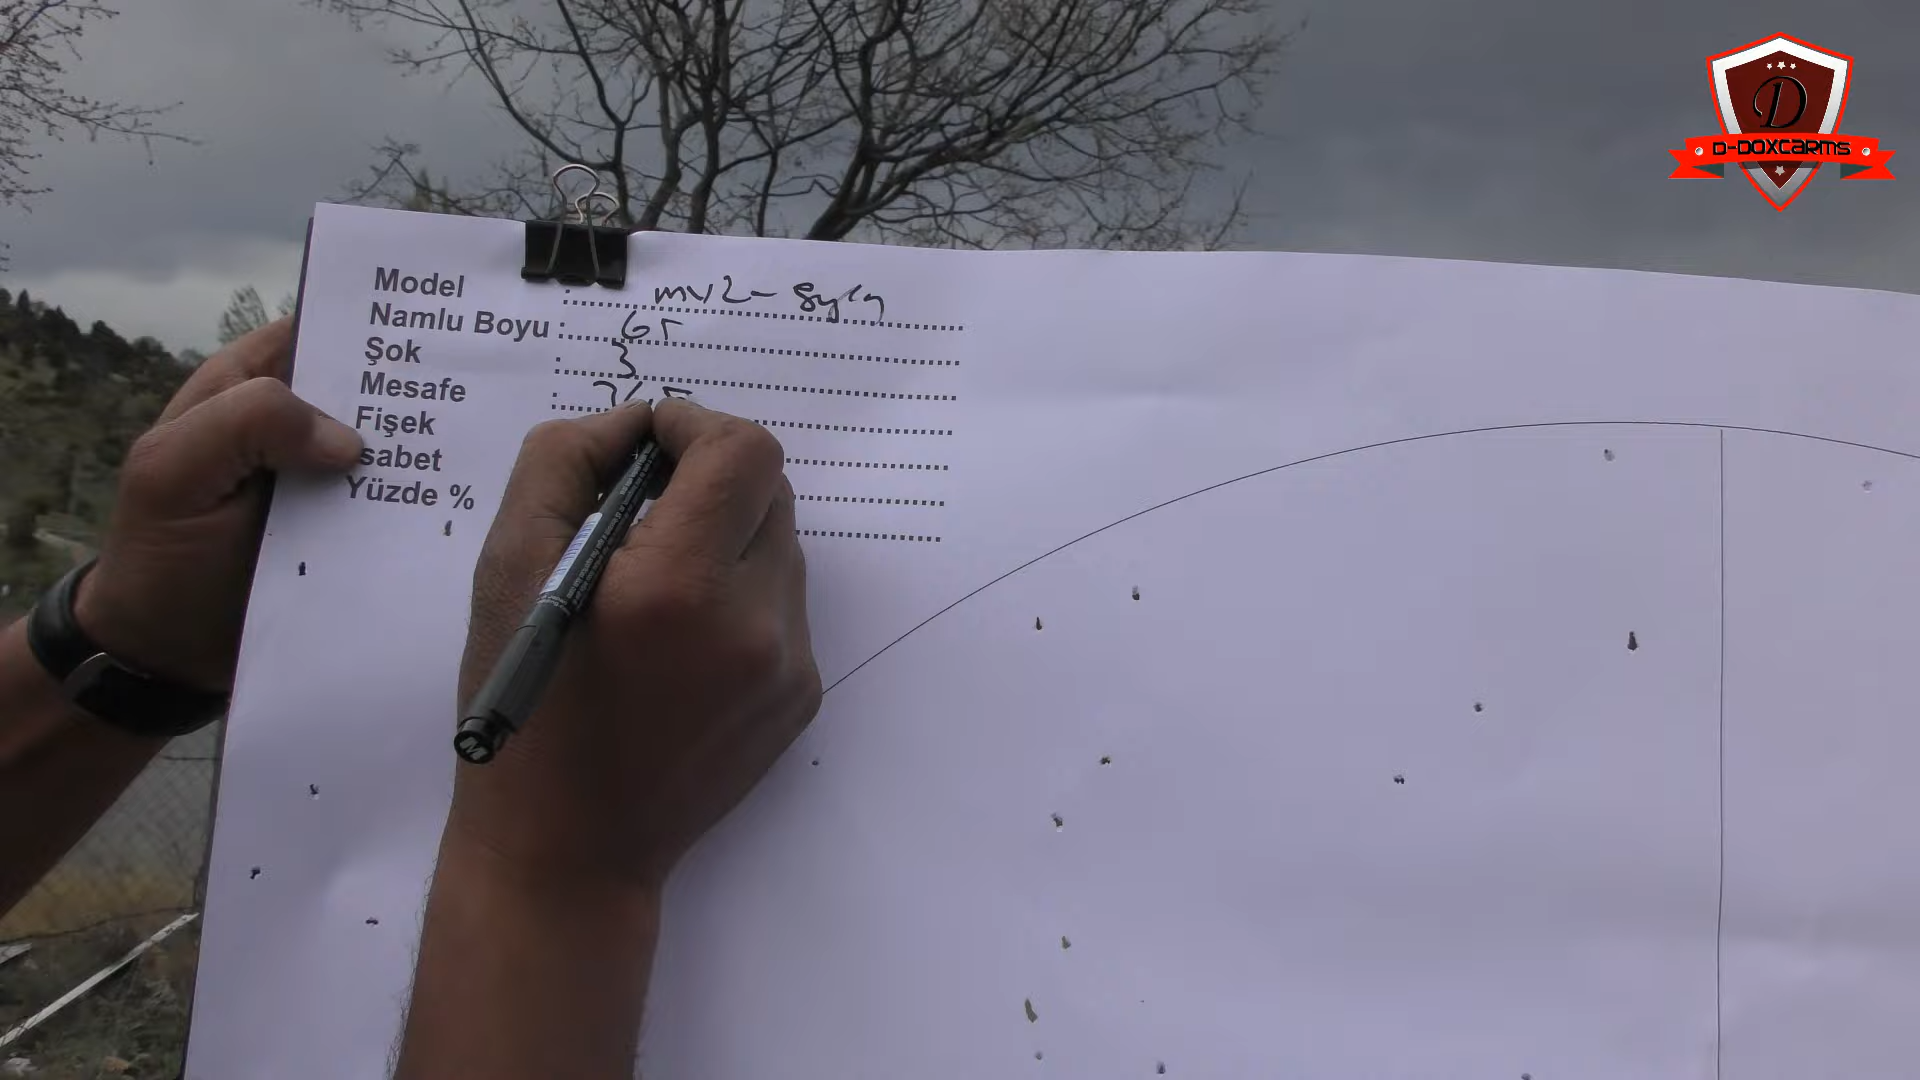 D
D-DOXCARMS
Model :
Namlu Boyu : 65
Şok : 3
Mesafe :
Fişek
sabet
Yüzde %
M